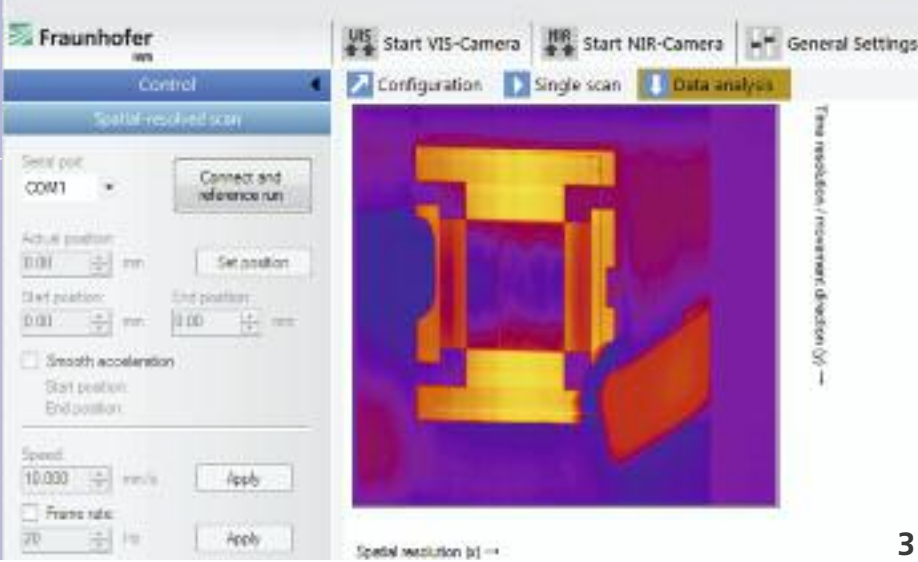 Fraunhofer
IWS
Start VIS-Camera
Start NIR-Camera
General Settings
Control
Configuration
Single scan
Data analysis
Spatial-resolved scan
Serial port:
COM1
Connect and
reference run
Actual position:
0.00 mm
Set position
Start position:
End position:
0.00 mm
0.00 mm
Smooth acceleration
Start position:
End position:
Speed:
10.000 mm/s
Apply
Frame rate:
20 Hz
Apply
VIS
NIR
Time resolution / movement direction (y) →
Spatial resolution (x) →
3